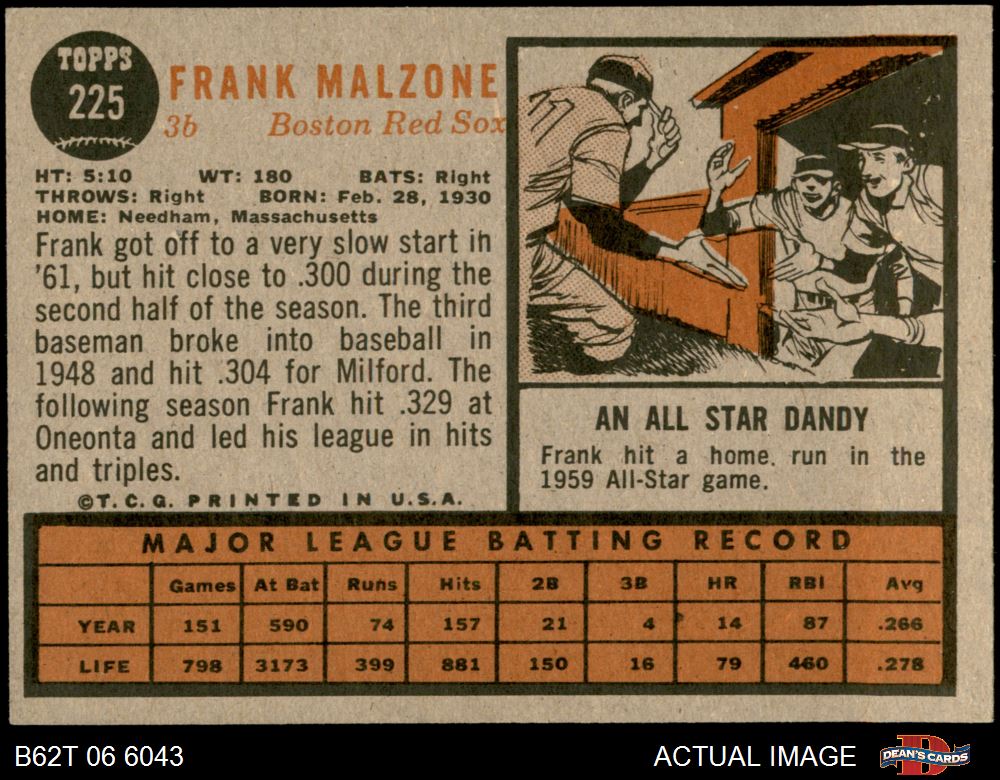 TOPPS
225
FRANK MALZONE
3b Boston Red Sox
HT: 5:10 WT: 180 BATS: Right
THROWS: Right BORN: Feb. 28, 1930
HOME: Needham, Massachusetts
Frank got off to a very slow start in
'61, but hit close to .300 during the
second half of the season. The third
baseman broke into baseball in
1948 and hit .304 for Milford. The
following season Frank hit .329 at
Oneonta and led his league in hits
and triples.
©T.C.G. PRINTED IN U.S.A.
AN ALL STAR DANDY
Frank hit a home run in the
1959 All-Star game.
MAJOR LEAGUE BATTING RECORD
Games At Bat Runs Hits 2B 3B HR RBI Avg
YEAR 151 590 74 157 21 4 14 87 .266
LIFE 798 3173 399 881 150 16 79 460 .278
B62T 06 6043 ACTUAL IMAGE DEAN'S CARDS